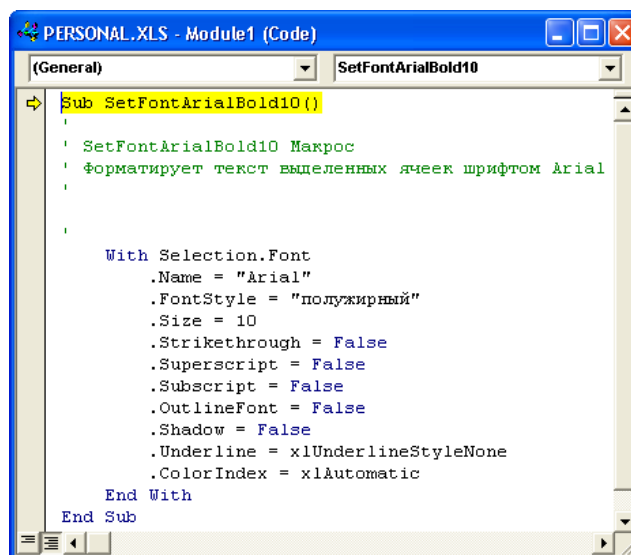 PERSONAL.XLS - Module1 (Code)
(General) SetFontArialBold10
Sub SetFontArialBold10()
'
' SetFontArialBold10 Макрос
' Форматирует текст выделенных ячеек шрифтом Arial
'
'
With Selection.Font
.Name = "Arial"
.FontStyle = "полужирный"
.Size = 10
.Strikethrough = False
.Superscript = False
.Subscript = False
.OutlineFont = False
.Shadow = False
.Underline = xlUnderlineStyleNone
.ColorIndex = xlAutomatic
End With
End Sub